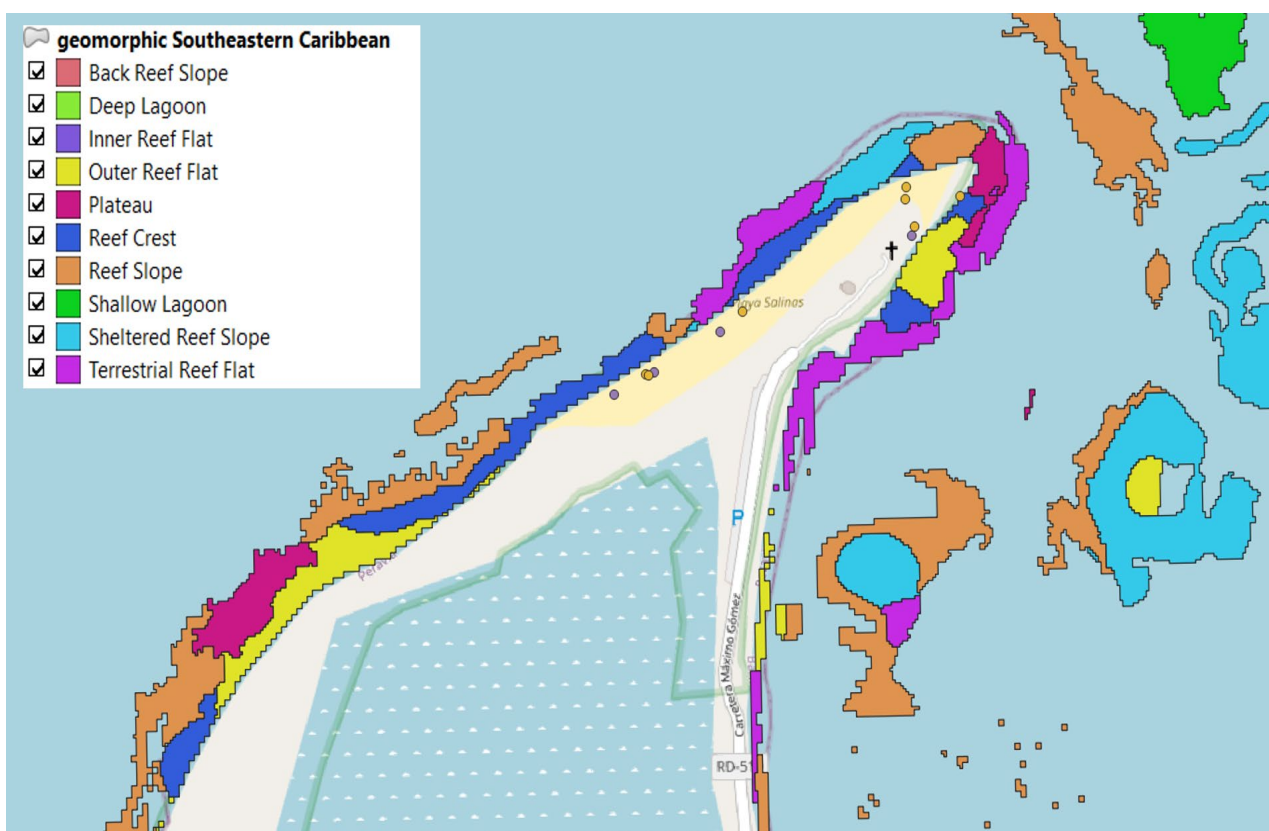 geomorphic Southeastern Caribbean
Back Reef Slope
Deep Lagoon
Inner Reef Flat
Outer Reef Flat
Plateau
Reef Crest
Reef Slope
Shallow Lagoon
Sheltered Reef Slope
Terrestrial Reef Flat
Salinas
P
Carretera Máximo Gómez
RD-51